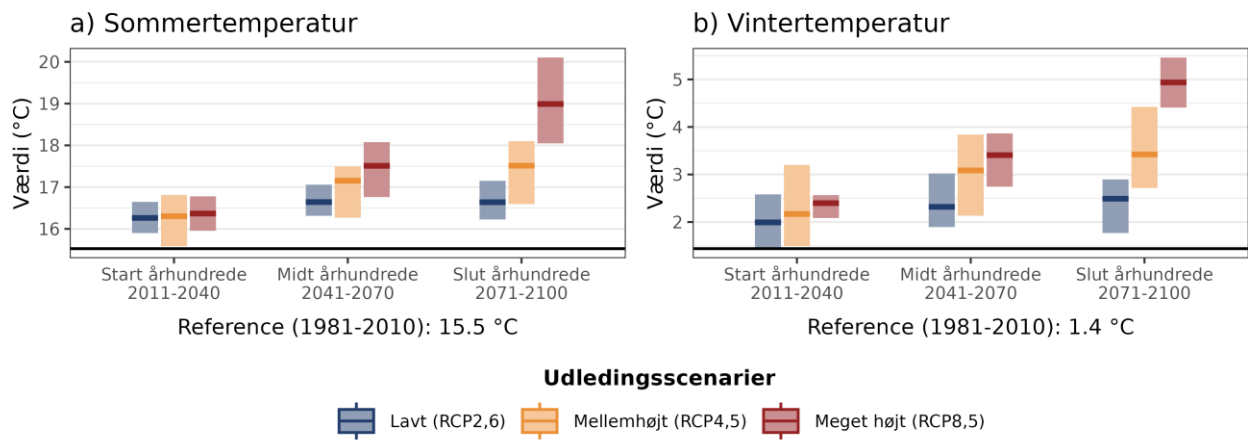 a) Sommertemperatur
Værdi (°C)
20
19
18
17
16
Start århundrede
2011-2040
Midt århundrede
2041-2070
Slut århundrede
2071-2100
Reference (1981-2010): 15.5 °C
b) Vintertemperatur
Værdi (°C)
5
4
3
2
Start århundrede
2011-2040
Midt århundrede
2041-2070
Slut århundrede
2071-2100
Reference (1981-2010): 1.4 °C
Udledingsscenarier
Lavt (RCP2,6)
Mellemhøjt (RCP4,5)
Meget højt (RCP8,5)